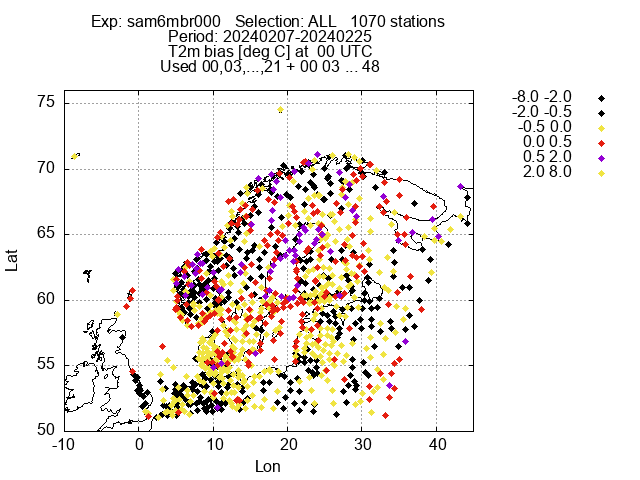 Exp: sam6mbr000   Selection: ALL   1070 stations
Period: 20240207-20240225
T2m bias [deg C] at  00 UTC
Used 00,03,...,21 + 00 03 ... 48
-8.0 -2.0
-2.0 -0.5
-0.5 0.0
0.0 0.5
0.5 2.0
2.0 8.0
75
70
65
60
55
50
Lat
-10 0 10 20 30 40
Lon